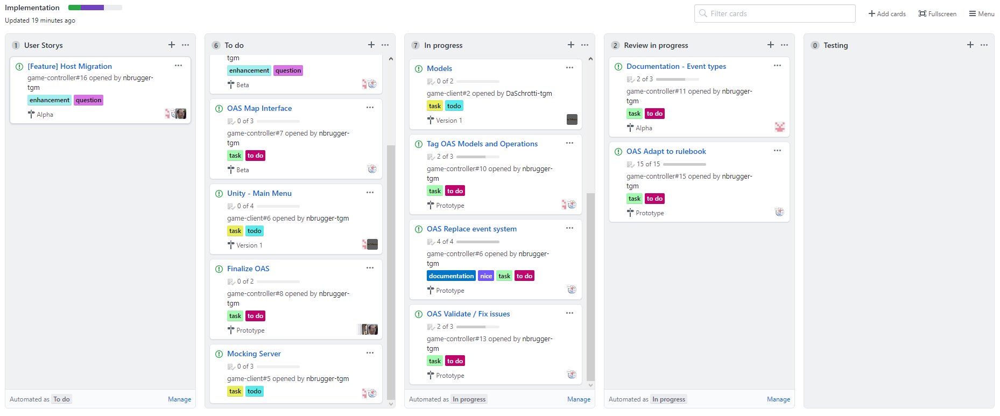 Implementation
Updated 19 minutes ago
Filter cards
Add cards
Fullscreen
Menu
1 User Storys
[Feature] Host Migration
game-controller#16 opened by nbrugger-
tgm
enhancement question
Alpha
Automated as To do
Manage
6 To do
tgm
enhancement question
Beta
OAS Map Interface
0 of 3
game-controller#7 opened by nbrugger-
tgm
task to do
Beta
Unity - Main Menu
0 of 4
game-client#6 opened by nbrugger-tgm
task todo
Version 1
Finalize OAS
0 of 2
game-controller#8 opened by nbrugger-
tgm
task to do
Prototype
Mocking Server
0 of 3
game-client#5 opened by nbrugger-tgm
task todo
7 In progress
Models
0 of 2
game-client#2 opened by DaSchrotti-tgm
task todo
Version 1
Tag OAS Models and Operations
2 of 3
game-controller#10 opened by nbrugger-
tgm
task to do
Prototype
OAS Replace event system
4 of 4
game-controller#6 opened by nbrugger-
tgm
documentation nice task to do
Prototype
OAS Validate / Fix issues
2 of 3
game-controller#13 opened by nbrugger-
tgm
task to do
Prototype
Automated as In progress
Manage
2 Review in progress
Documentation - Event types
2 of 3
game-controller#11 opened by nbrugger-
tgm
task to do
Alpha
OAS Adapt to rulebook
15 of 15
game-controller#15 opened by nbrugger-
tgm
task to do
Prototype
Automated as In progress
Manage
0 Testing